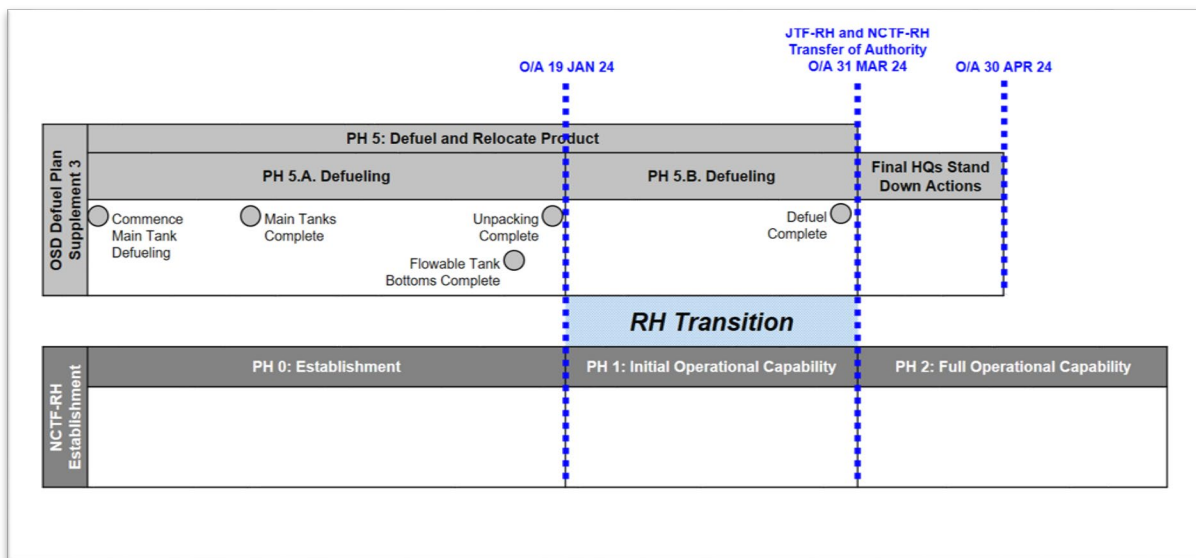 JTF-RH and NCTF-RH
Transfer of Authority
O/A 19 JAN 24
O/A 31 MAR 24
O/A 30 APR 24
OSD Defuel Plan
Supplement 3
PH 5: Defuel and Relocate Product
PH 5.A. Defueling
PH 5.B. Defueling
Final HQs Stand
Down Actions
Commence
Main Tank
Defueling
Main Tanks
Complete
Unpacking
Complete
Flowable Tank
Bottoms Complete
Defuel
Complete
RH Transition
NCTF-RH
Establishment
PH 0: Establishment
PH 1: Initial Operational Capability
PH 2: Full Operational Capability